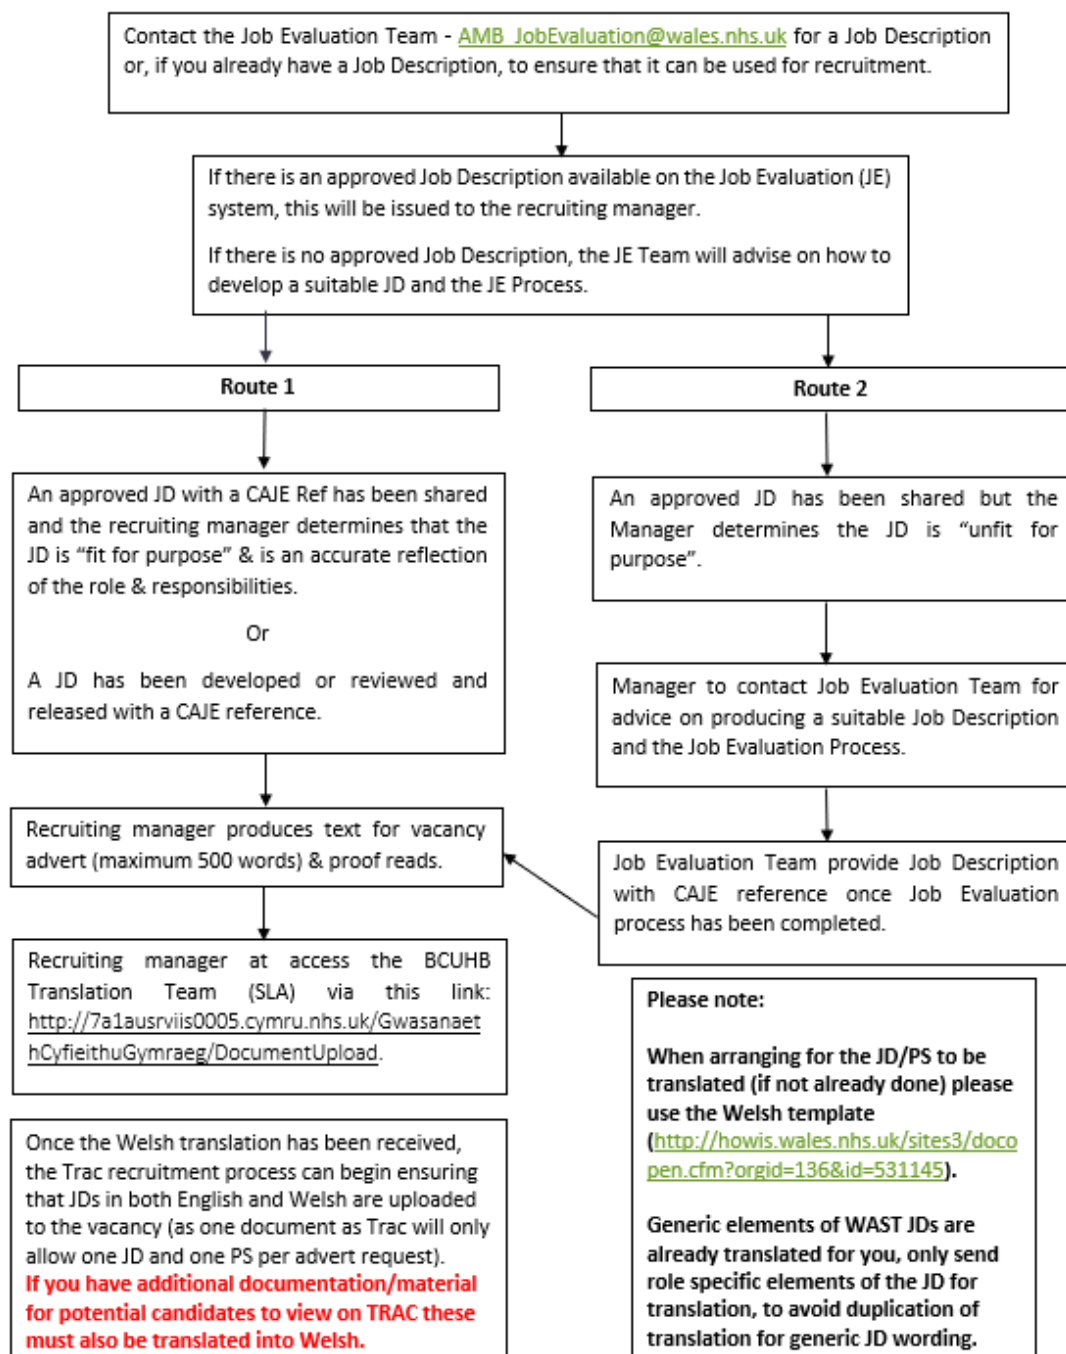 Contact the Job Evaluation Team - AMB_JobEvaluation@wales.nhs.uk for a Job Description
or, if you already have a Job Description, to ensure that it can be used for recruitment.
If there is an approved Job Description available on the Job Evaluation (JE)
system, this will be issued to the recruiting manager.
If there is no approved Job Description, the JE Team will advise on how to
develop a suitable JD and the JE Process.
Route 1
An approved JD with a CAJE Ref has been shared
and the recruiting manager determines that the
JD is “fit for purpose” & is an accurate reflection
of the role & responsibilities.
Or
A JD has been developed or reviewed and
released with a CAJE reference.
Recruiting manager produces text for vacancy
advert (maximum 500 words) & proof reads.
Recruiting manager at access the BCUHB
Translation Team (SLA) via this link:
http://7a1ausrviis0005.cymru.nhs.uk/Gwasanaet
hCyfieithuGymraeg/DocumentUpload.
Once the Welsh translation has been received,
the Trac recruitment process can begin ensuring
that JDs in both English and Welsh are uploaded
to the vacancy (as one document as Trac will only
allow one JD and one PS per advert request).
If you have additional documentation/material
for potential candidates to view on TRAC these
must also be translated into Welsh.
Route 2
An approved JD has been shared but the
Manager determines the JD is “unfit for
purpose”.
Manager to contact Job Evaluation Team for
advice on producing a suitable Job Description
and the Job Evaluation Process.
Job Evaluation Team provide Job Description
with CAJE reference once Job Evaluation
process has been completed.
Please note:
When arranging for the JD/PS to be
translated (if not already done) please
use the Welsh template
(http://howis.wales.nhs.uk/sites3/doco
pen.cfm?orgid=136&id=531145).
Generic elements of WAST JDs are
already translated for you, only send
role specific elements of the JD for
translation, to avoid duplication of
translation for generic JD wording.